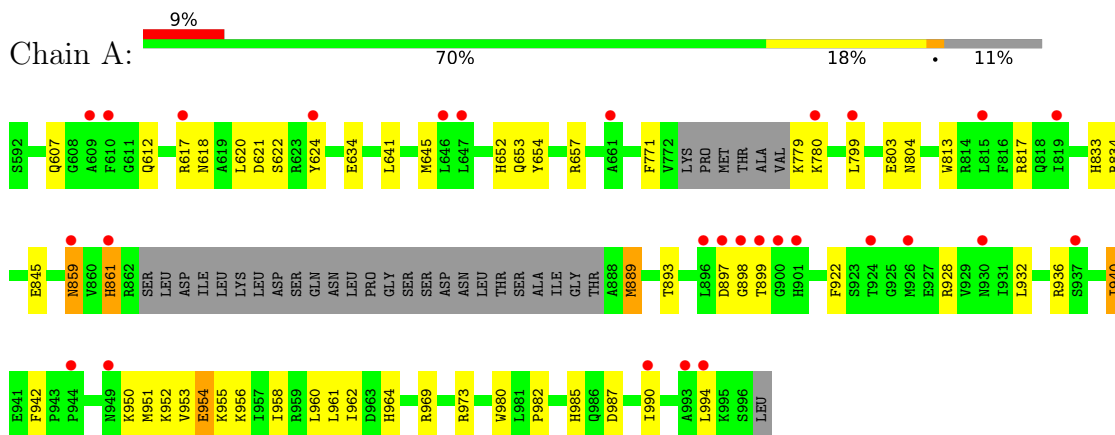 9%
Chain A:
70% 18% • 11%
S592 Q607 G608 A609 F610 G611 Q612 R617 N618 A619 L620 D621 S622 R623 Y624 E634 L641 M645 L646 L647 H652 Q653 Y654 R657 A661 F771 V772 LYS PRO MET THR ALA VAL K779 K780 L799 E803 N804 W813 R814 L815 F816 R817 Q818 I819 H833
E845 N859 V860 H861 R862 SER LEU ASP ILE LEU LYS LEU ASP SER GLN ASN LEU PRO GLY SER SER ASP ASN LEU THR SER ALA ILE GLY THR A888 M889 T893 L896 D897 G898 T899 G900 H901 F922 S923 T924 G925 M926 E927 R928 V929 N930 I931 L932 R936 S937 I940
E941 F942 P943 P944 N949 K950 M951 K952 V953 E954 K955 K956 I957 I958 R959 L960 L961 I962 D963 H964 R969 R973 W980 L981 P982 H985 Q986 D987 I990 A993 L994 K995 S996 LEU